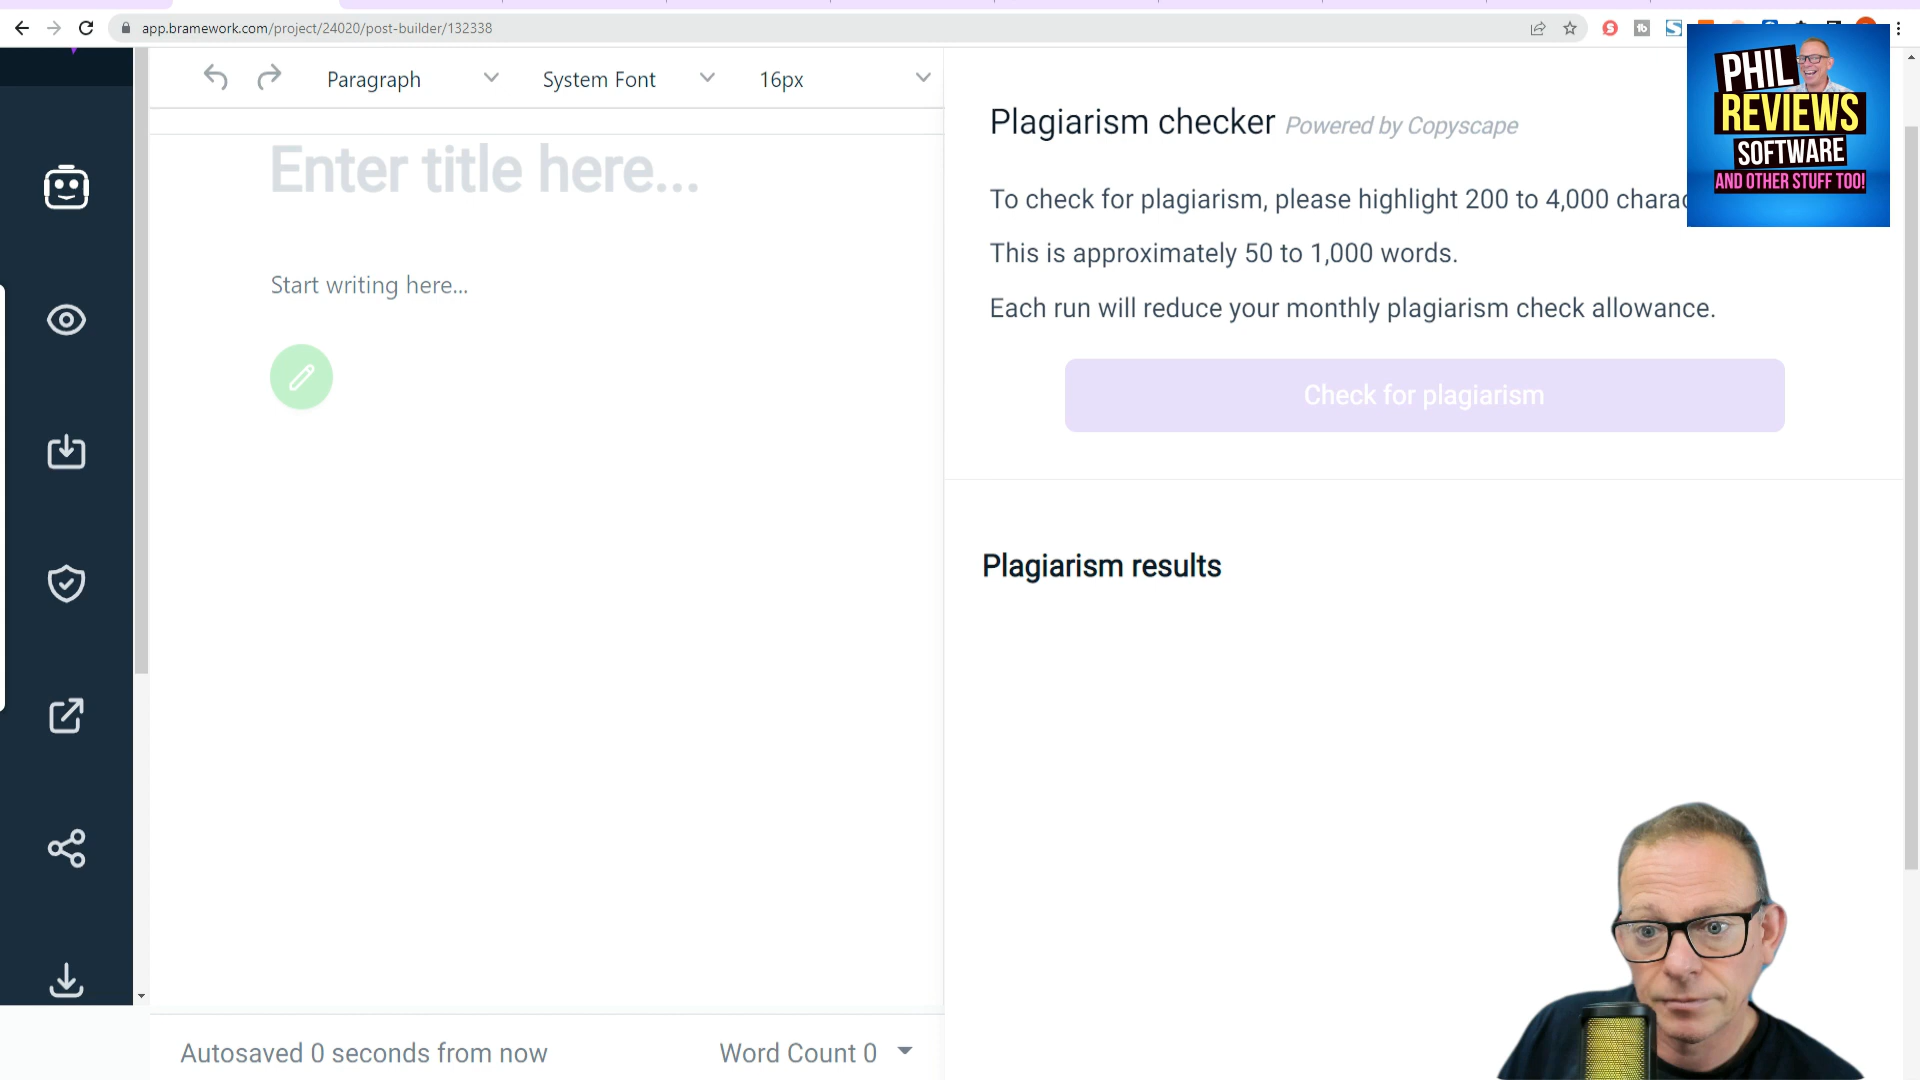 app.bramework.com/project/24020/post-builder/132338
Paragraph
System Font
16px
Enter title here...
Start writing here...
Autosaved 0 seconds from now
Word Count 0
Plagiarism checker Powered by Copyscape
To check for plagiarism, please highlight 200 to 4,000
This is approximately 50 to 1,000 words.
Each run will reduce your monthly plagiarism check allowance.
Check for plagiarism
Plagiarism results
PHIL
REVIEWS
SOFTWARE
AND OTHER STUFF TOO!